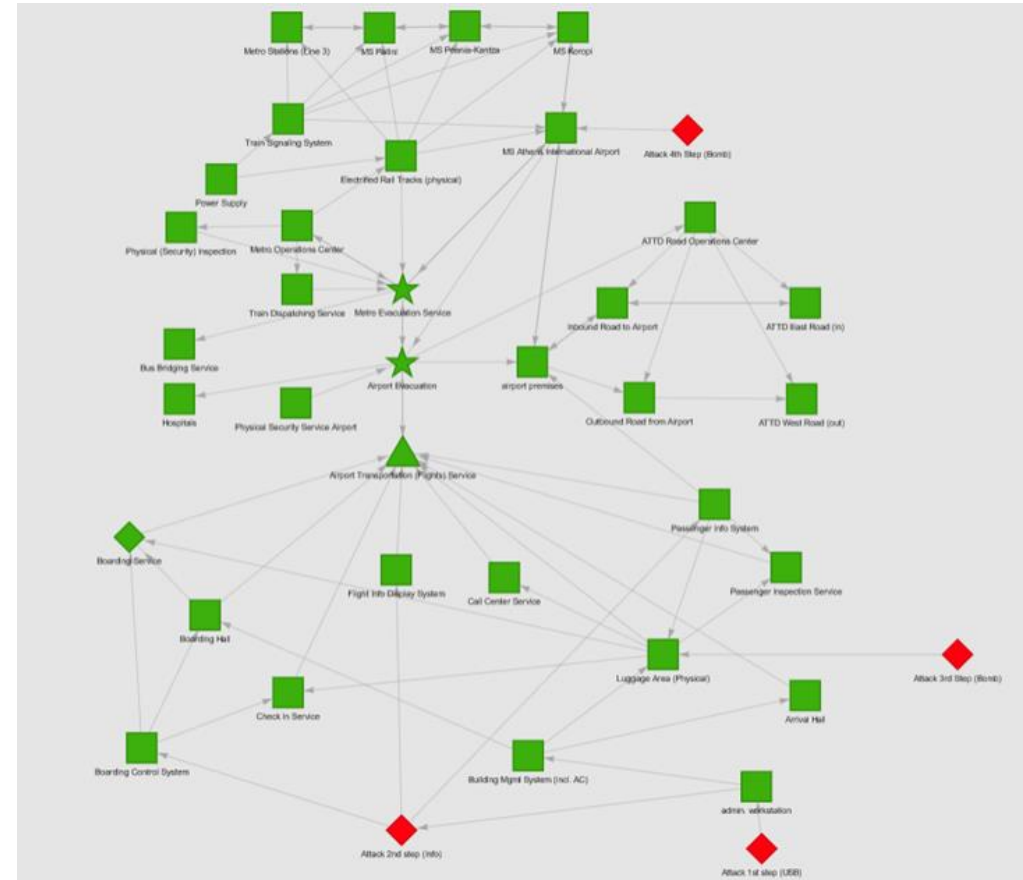 Metro Stations (Line 3)
MS Pallini
MS Peania-Kantza
MS Koropi
Train Signaling System
MS Athens International Airport
Attack 4th Step (Bomb)
Electrified Rail Tracks (physical)
Power Supply
Physical (Security) Inspection
Metro Operations Center
ATTD Road Operations Center
Train Dispatching Service
Metro Evacuation Service
Inbound Road to Airport
ATTD East Road (in)
Bus Bridging Service
Airport Evacuation
airport premises
Hospitals
Physical Security Service Airport
Outbound Road from Airport
ATTD West Road (out)
Airport Transportation (Flights) Service
Passenger Info System
Boarding Service
Flight Info Display System
Call Center Service
Passenger Inspection Service
Boarding Hall
Luggage Area (Physical)
Attack 3rd Step (Bomb)
Check In Service
Arrival Hall
Boarding Control System
Building Mgmt System (incl. AC)
admin. workstation
Attack 2nd step (Info)
Attack 1st step (USB)